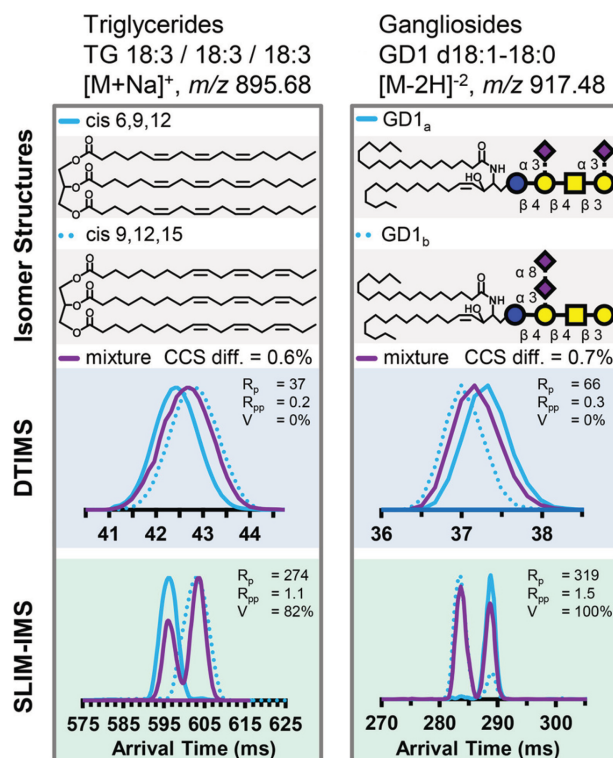 Triglycerides
TG 18:3 / 18:3 / 18:3
[M+Na]⁺, m/z 895.68
Gangliosides
GD1 d18:1-18:0
[M-2H]⁻², m/z 917.48
Isomer Structures
cis 6,9,12
O
O
O
O
O
O
cis 9,12,15
O
O
O
O
O
O
mixture CCS diff. = 0.6%
GD1ₐ
O
NH
HO
α 3
α 3
β 4 β 4 β 3
GD1b
O
NH
HO
α 8
α 3
β 4 β 4 β 3
mixture CCS diff. = 0.7%
DTIMS
Rp = 37
Rpp = 0.2
V = 0%
41 42 43 44
Rp = 66
Rpp = 0.3
V = 0%
36 37 38
SLIM-IMS
Rp = 274
Rpp = 1.1
V = 82%
575 585 595 605 615 625
Arrival Time (ms)
Rp = 319
Rpp = 1.5
V = 100%
270 280 290 300
Arrival Time (ms)